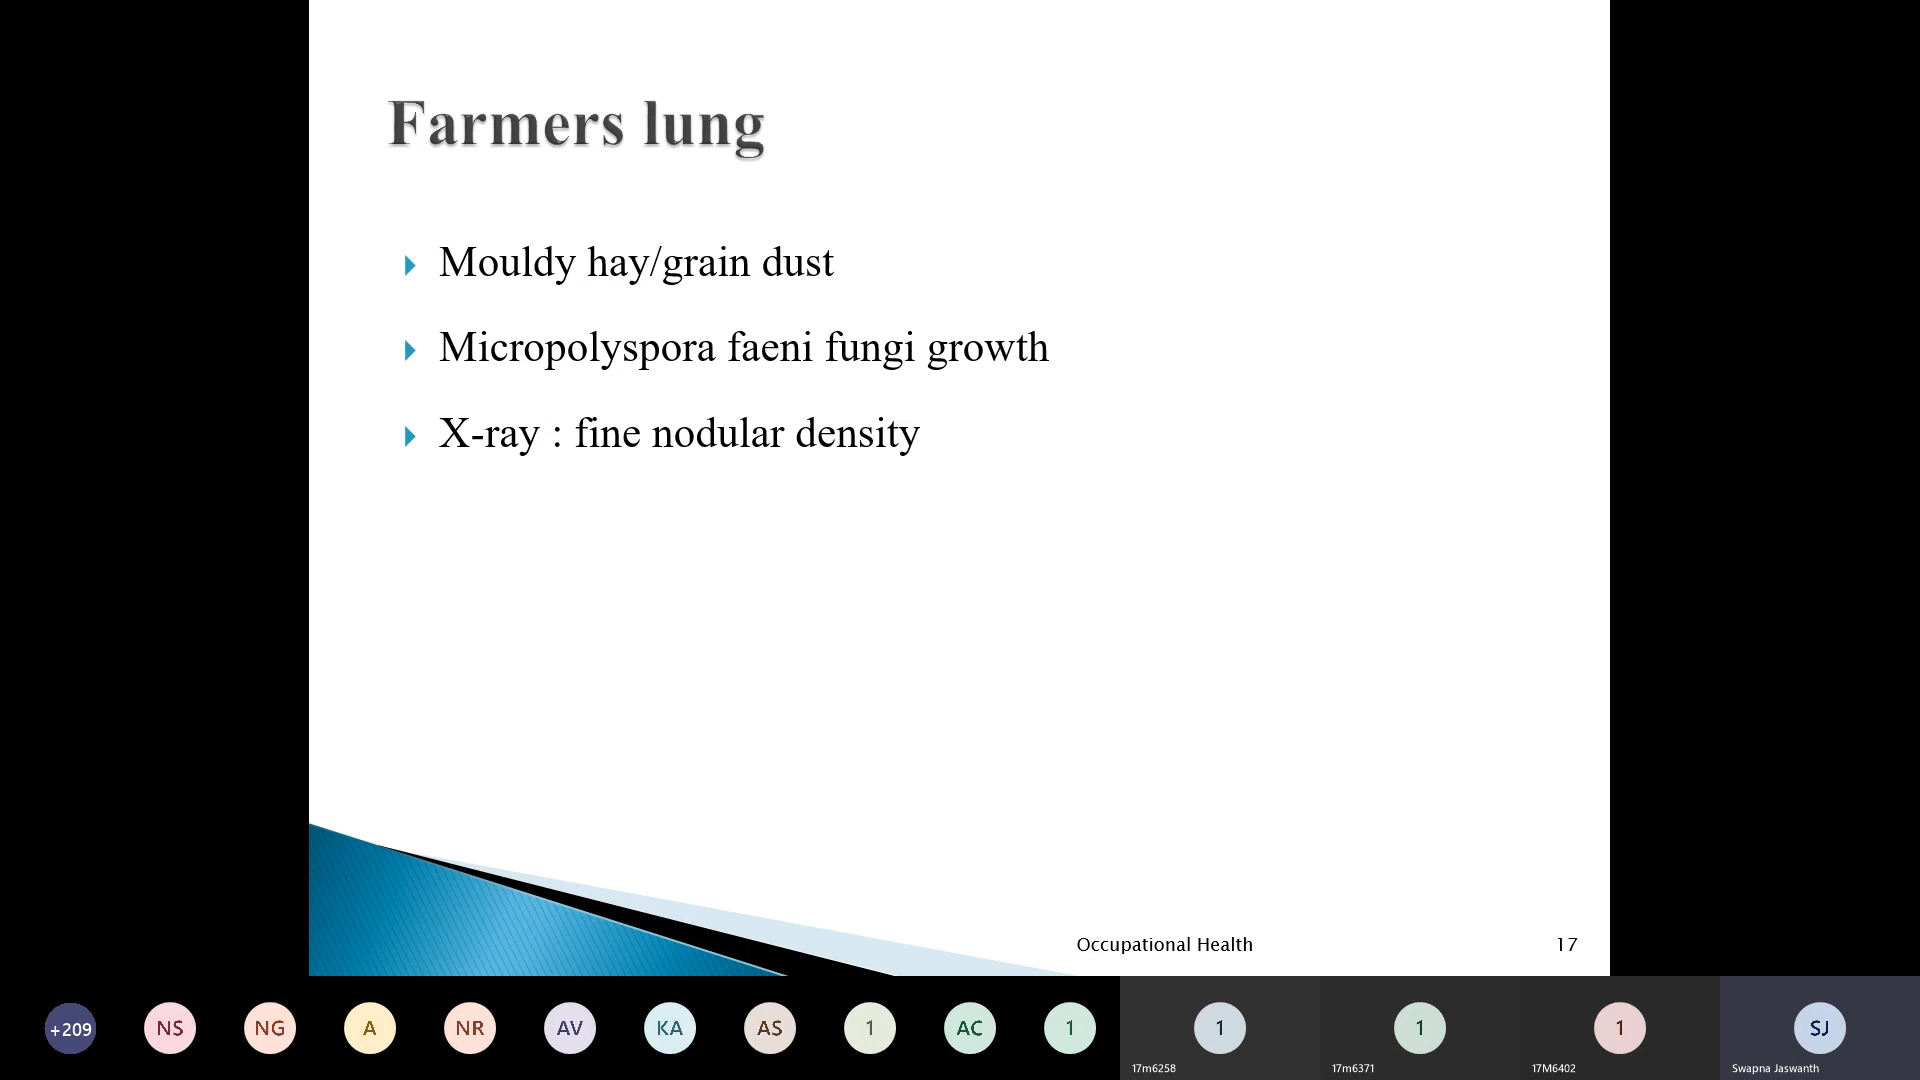 Farmers lung
Mouldy hay/grain dust
Micropolyspora faeni fungi growth
X-ray : fine nodular density
Occupational Health 17
+209 NS NG A NR AV KA AS 1 AC 1 1 1 1 SJ
17m6258 17m6371 17M6402 Swapna Jaswanth